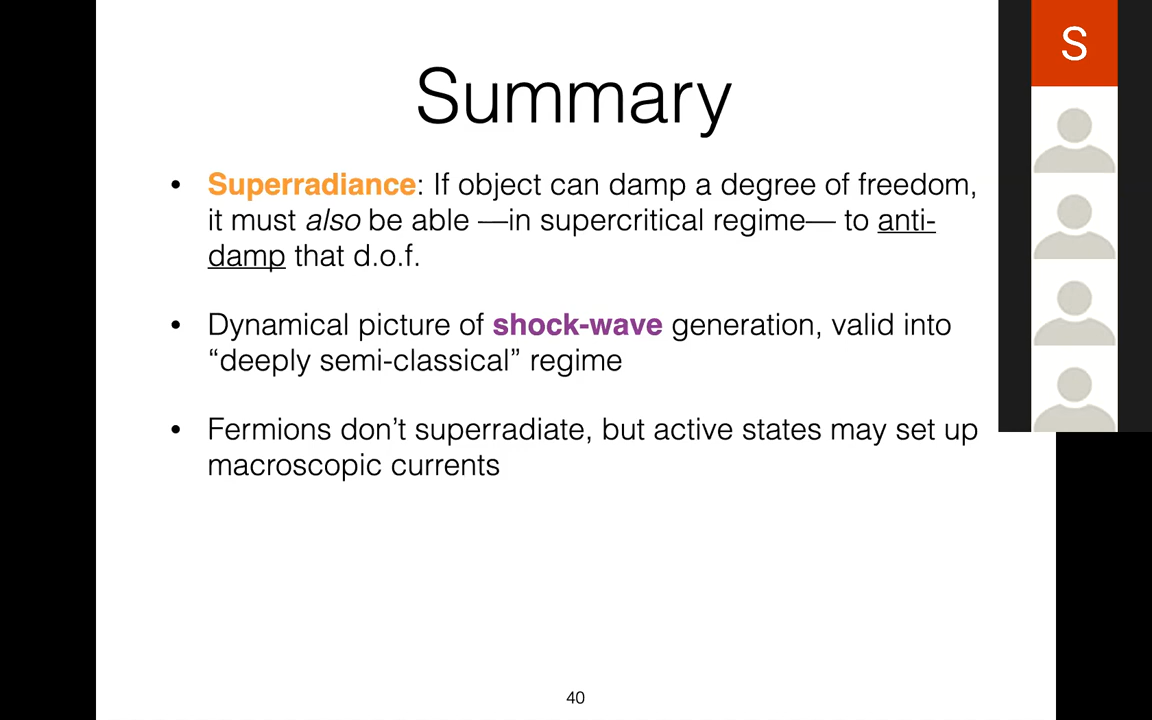 Summary
S
• Superradiance: If object can damp a degree of freedom,
it must also be able —in supercritical regime— to anti-
damp that d.o.f.
• Dynamical picture of shock-wave generation, valid into
“deeply semi-classical” regime
• Fermions don’t superradiate, but active states may set up
macroscopic currents
40